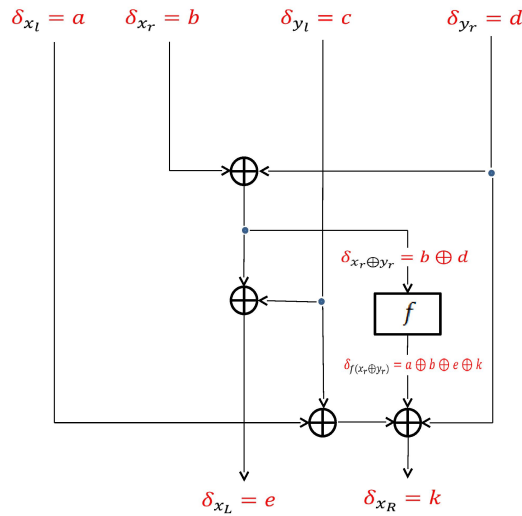 δ_{x_l} = a δ_{x_r} = b δ_{y_l} = c δ_{y_r} = d
δ_{x_r⊕y_r} = b ⊕ d
f
δ_{f(x_r⊕y_r)} = a ⊕ b ⊕ e ⊕ k
δ_{x_L} = e δ_{x_R} = k